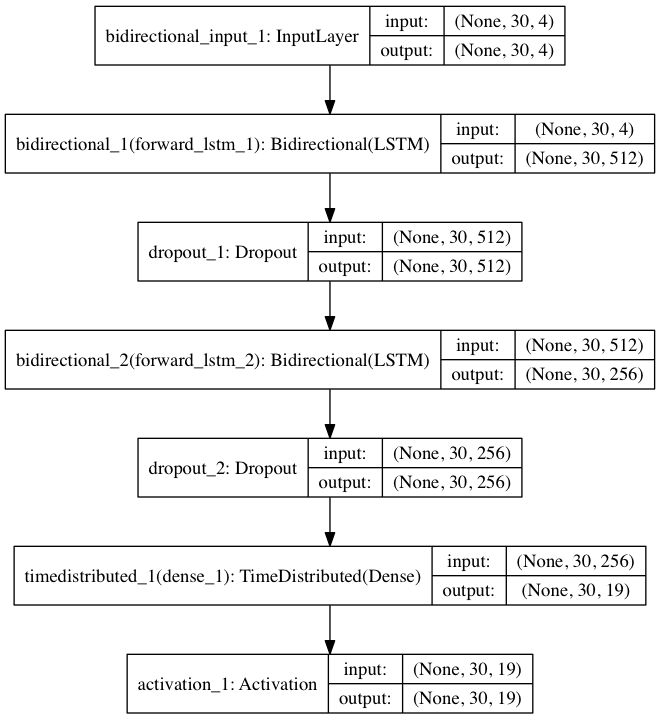 bidirectional_input_1: InputLayer
input: (None, 30, 4)
output: (None, 30, 4)
bidirectional_1(forward_lstm_1): Bidirectional(LSTM)
input: (None, 30, 4)
output: (None, 30, 512)
dropout_1: Dropout
input: (None, 30, 512)
output: (None, 30, 512)
bidirectional_2(forward_lstm_2): Bidirectional(LSTM)
input: (None, 30, 512)
output: (None, 30, 256)
dropout_2: Dropout
input: (None, 30, 256)
output: (None, 30, 256)
timedistributed_1(dense_1): TimeDistributed(Dense)
input: (None, 30, 256)
output: (None, 30, 19)
activation_1: Activation
input: (None, 30, 19)
output: (None, 30, 19)